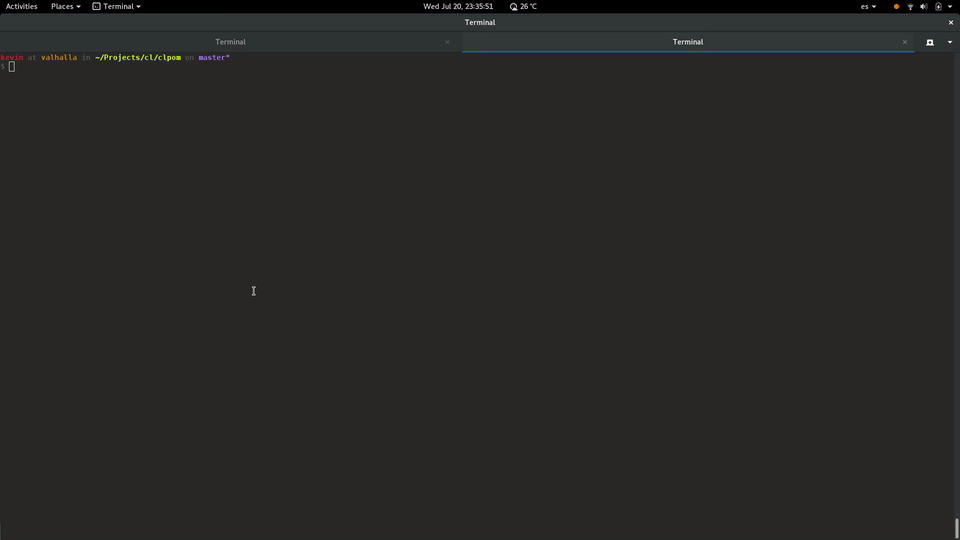 Activities Places Terminal Wed Jul 20, 23:35:51 26 °C es
Terminal
Terminal × Terminal ×
kevin at valhalla in ~/Projects/cl/clpom on master*
$